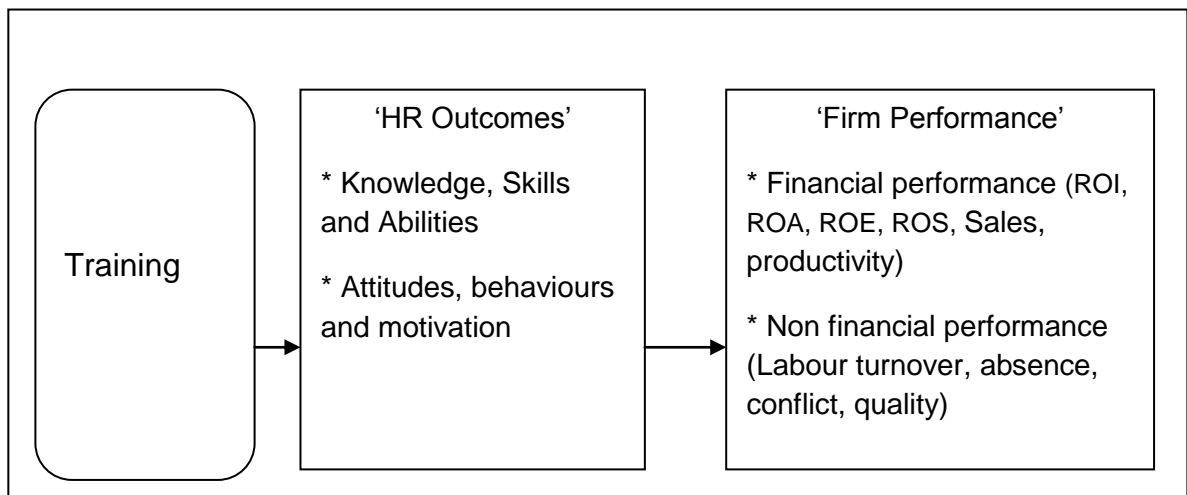 Training
‘HR Outcomes’
* Knowledge, Skills
and Abilities
* Attitudes, behaviours
and motivation
‘Firm Performance’
* Financial performance (ROI,
ROA, ROE, ROS, Sales,
productivity)
* Non financial performance
(Labour turnover, absence,
conflict, quality)